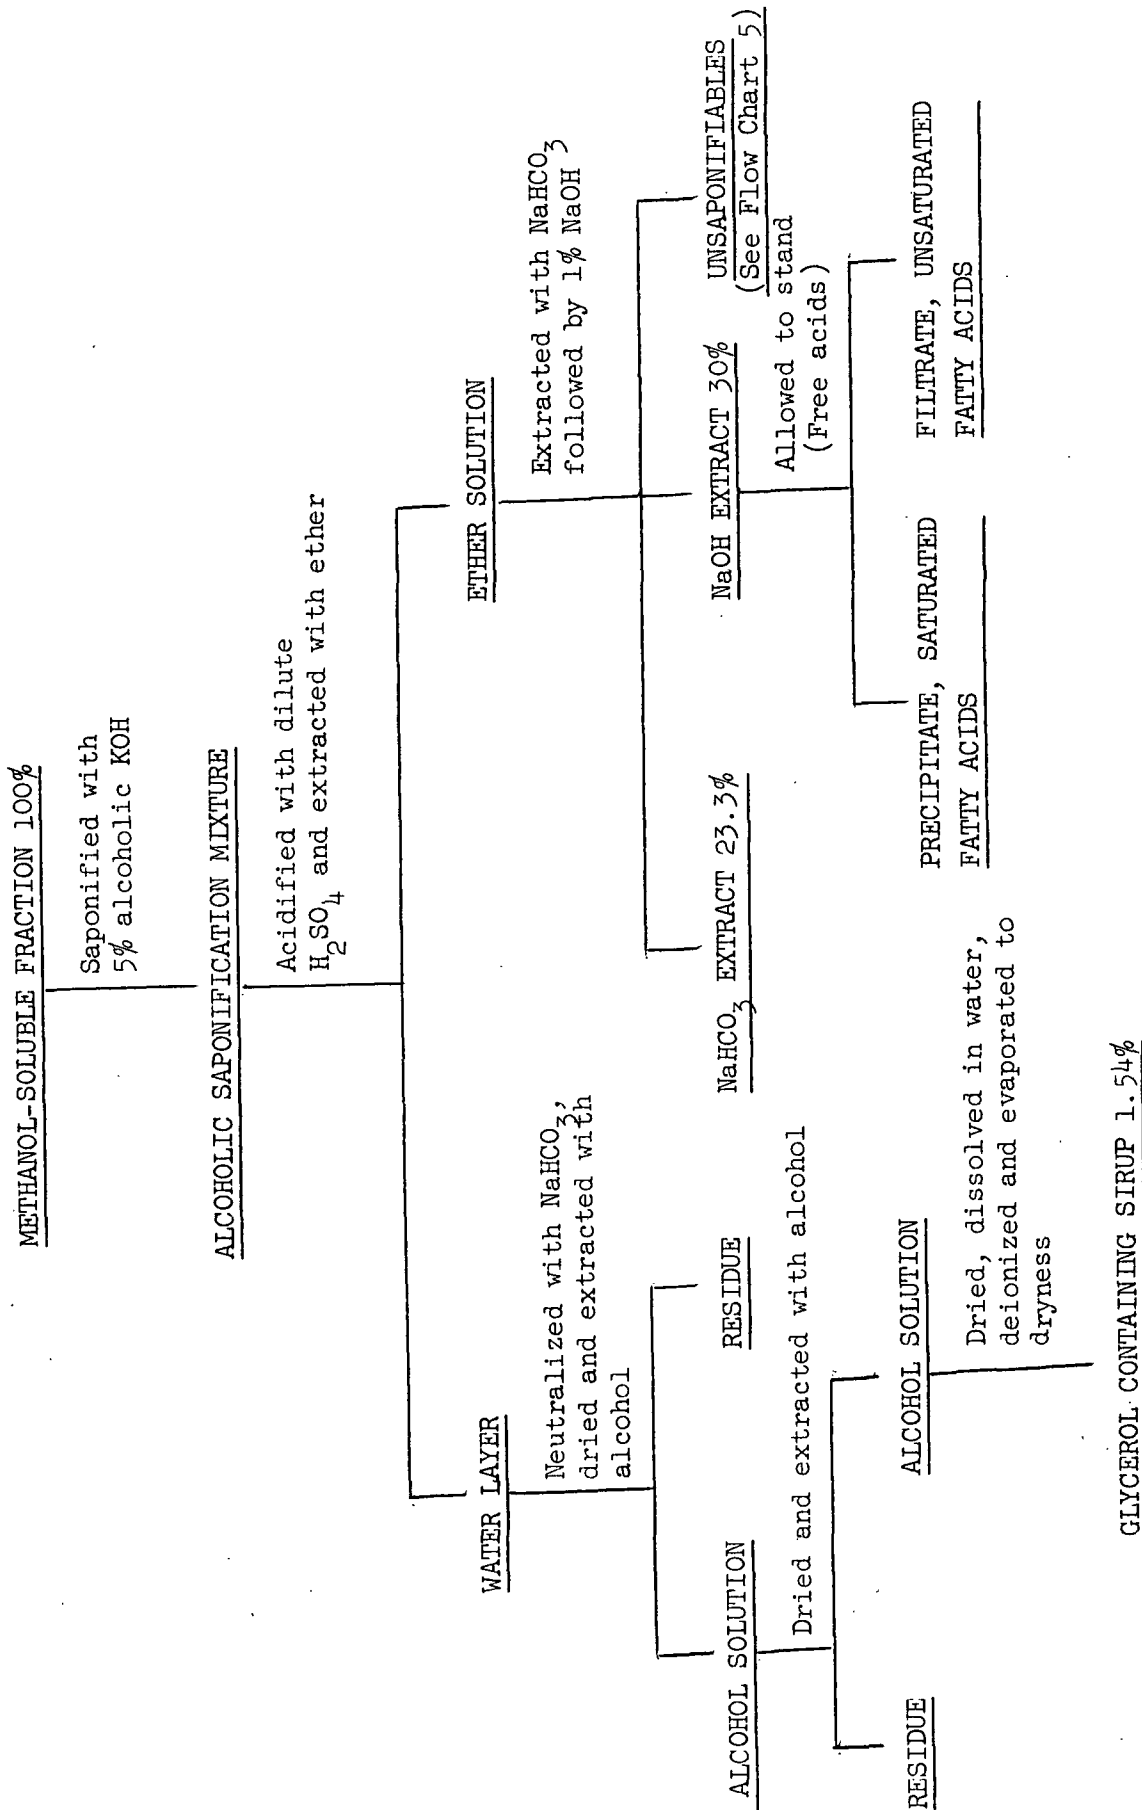 METHANOL-SOLUBLE FRACTION 100%
Saponified with
5% alcoholic KOH
ALCOHOLIC SAPONIFICATION MIXTURE
Acidified with dilute
H2SO4 and extracted with ether
WATER LAYER
Neutralized with NaHCO3,
dried and extracted with
alcohol
ETHER SOLUTION
Extracted with NaHCO3
followed by 1% NaOH
ALCOHOL SOLUTION
RESIDUE
NaHCO3 EXTRACT 23.3%
NaOH EXTRACT 30%
UNSAPONIFIABLES
(See Flow Chart 5)
Dried and extracted with alcohol
Allowed to stand
(Free acids)
RESIDUE
ALCOHOL SOLUTION
PRECIPITATE, SATURATED
FATTY ACIDS
FILTRATE, UNSATURATED
FATTY ACIDS
Dried, dissolved in water,
deionized and evaporated to
dryness
GLYCEROL CONTAINING SIRUP 1.54%